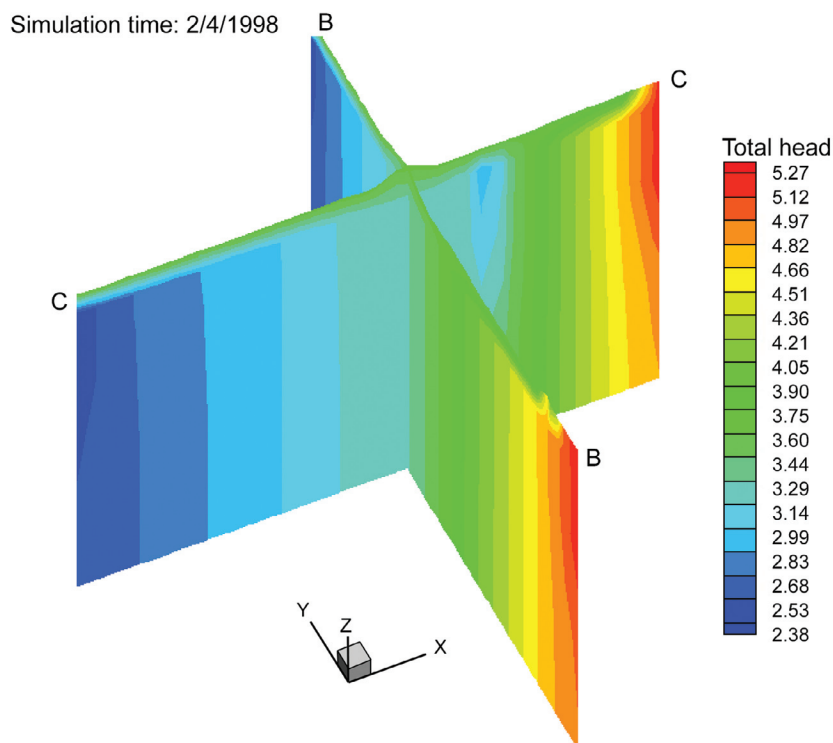 Simulation time: 2/4/1998
B
C
Total head
5.27
5.12
4.97
4.82
4.66
4.51
4.36
4.21
4.05
3.90
3.75
3.60
3.44
3.29
3.14
2.99
2.83
2.68
2.53
2.38
C
B
Y
Z
X